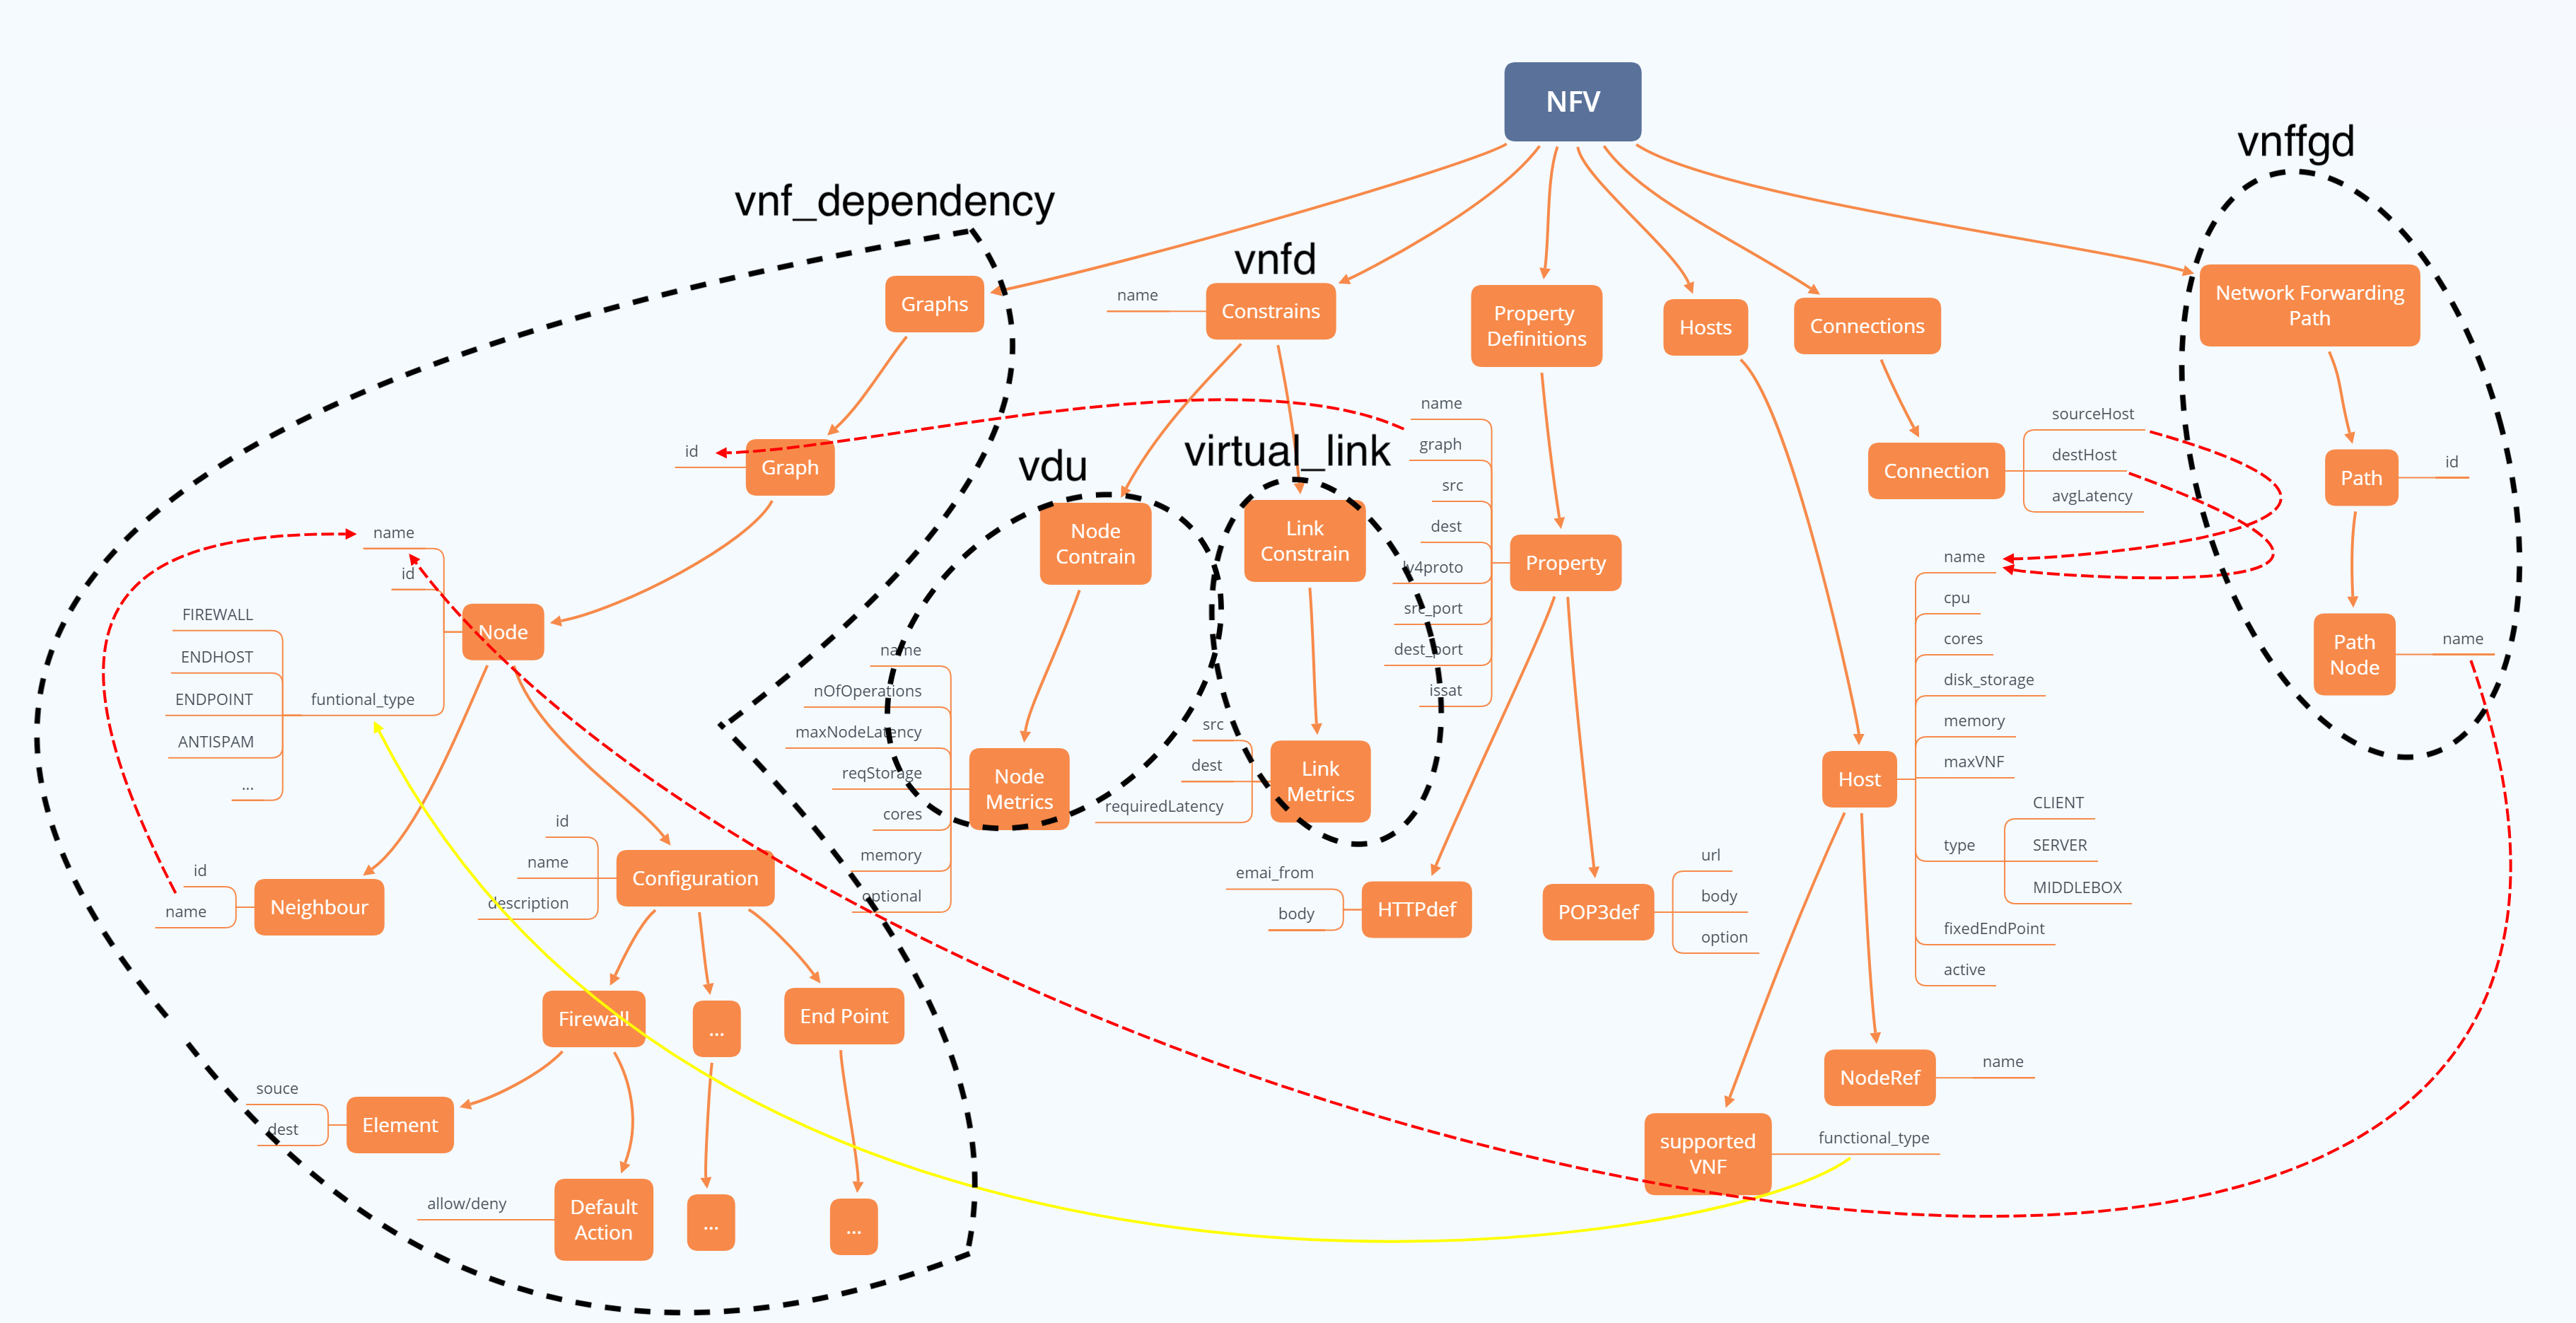 NFV
vnffgd
vnf_dependency
vnfd
Graphs
name
Constrains
Property
Definitions
Hosts
Connections
Network Forwarding
Path
id
Graph
vdu
virtual_link
name
graph
src
dest
v4proto
src_port
dest_port
issat
Property
Connection
sourceHost
destHost
avgLatency
Path
id
name
id
Node
FIREWALL
ENDHOST
ENDPOINT
ANTISPAM
...
funtional_type
Node
Contrain
Link
Constrain
Path
Node
name
name
nOfOperations
maxNodeLatency
reqStorage
cores
memory
optional
Node
Metrics
src
dest
requiredLatency
Link
Metrics
Host
name
cpu
cores
disk_storage
memory
maxVNF
type
CLIENT
SERVER
MIDDLEBOX
fixedEndPoint
active
id
name
Neighbour
id
name
description
Configuration
emai_from
body
HTTPdef
POP3def
url
body
option
Firewall
...
End Point
NodeRef
name
souce
dest
Element
supported
VNF
functional_type
allow/deny
Default
Action
...
...